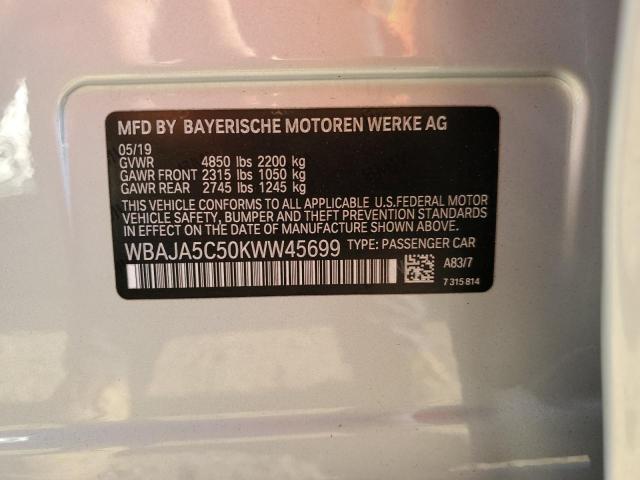 MFD BY BAYERISCHE MOTOREN WERKE AG
05/19
GVWR 4850 lbs 2200 kg
GAWR FRONT 2315 lbs 1050 kg
GAWR REAR 2745 lbs 1245 kg
THIS VEHICLE CONFORMS TO ALL APPLICABLE U.S.FEDERAL MOTOR
VEHICLE SAFETY, BUMPER AND THEFT PREVENTION STANDARDS
IN EFFECT ON THE DATE OF MANUFACTURE SHOWN ABOVE.
WBAJA5C50KWW45699 TYPE: PASSENGER CAR
A83/7
7 315 814